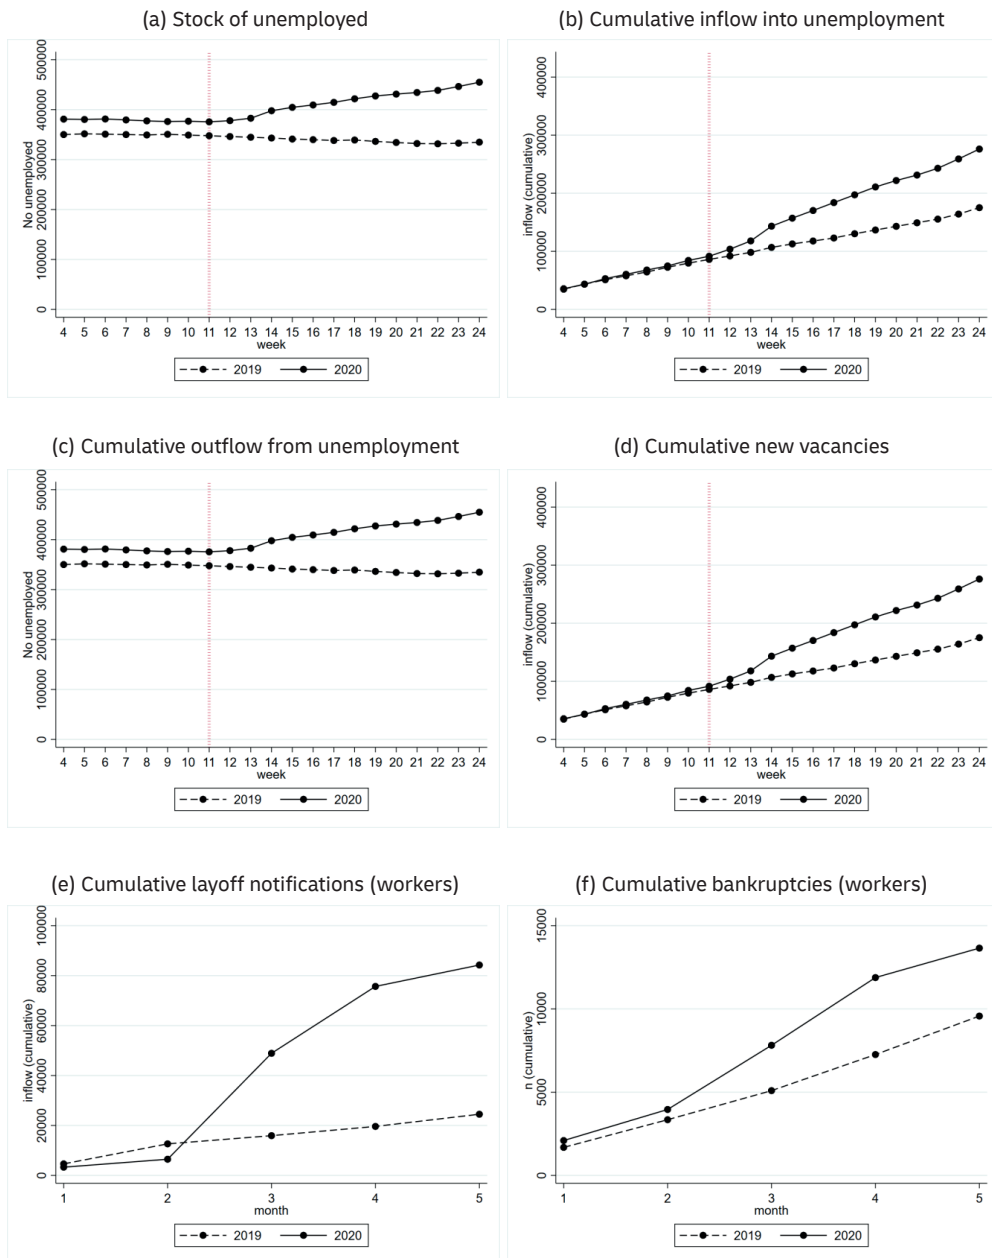 (a) Stock of unemployed
No unemployed
500000
400000
300000
200000
100000
0
4 5 6 7 8 9 10 11 12 13 14 15 16 17 18 19 20 21 22 23 24
week
2019 2020
(b) Cumulative inflow into unemployment
inflow (cumulative)
400000
300000
200000
100000
0
4 5 6 7 8 9 10 11 12 13 14 15 16 17 18 19 20 21 22 23 24
week
2019 2020
(c) Cumulative outflow from unemployment
No unemployed
500000
400000
300000
200000
100000
0
4 5 6 7 8 9 10 11 12 13 14 15 16 17 18 19 20 21 22 23 24
week
2019 2020
(d) Cumulative new vacancies
inflow (cumulative)
400000
300000
200000
100000
0
4 5 6 7 8 9 10 11 12 13 14 15 16 17 18 19 20 21 22 23 24
week
2019 2020
(e) Cumulative layoff notifications (workers)
inflow (cumulative)
100000
80000
60000
40000
20000
0
1 2 3 4 5
month
2019 2020
(f) Cumulative bankruptcies (workers)
n (cumulative)
15000
10000
5000
0
1 2 3 4 5
month
2019 2020